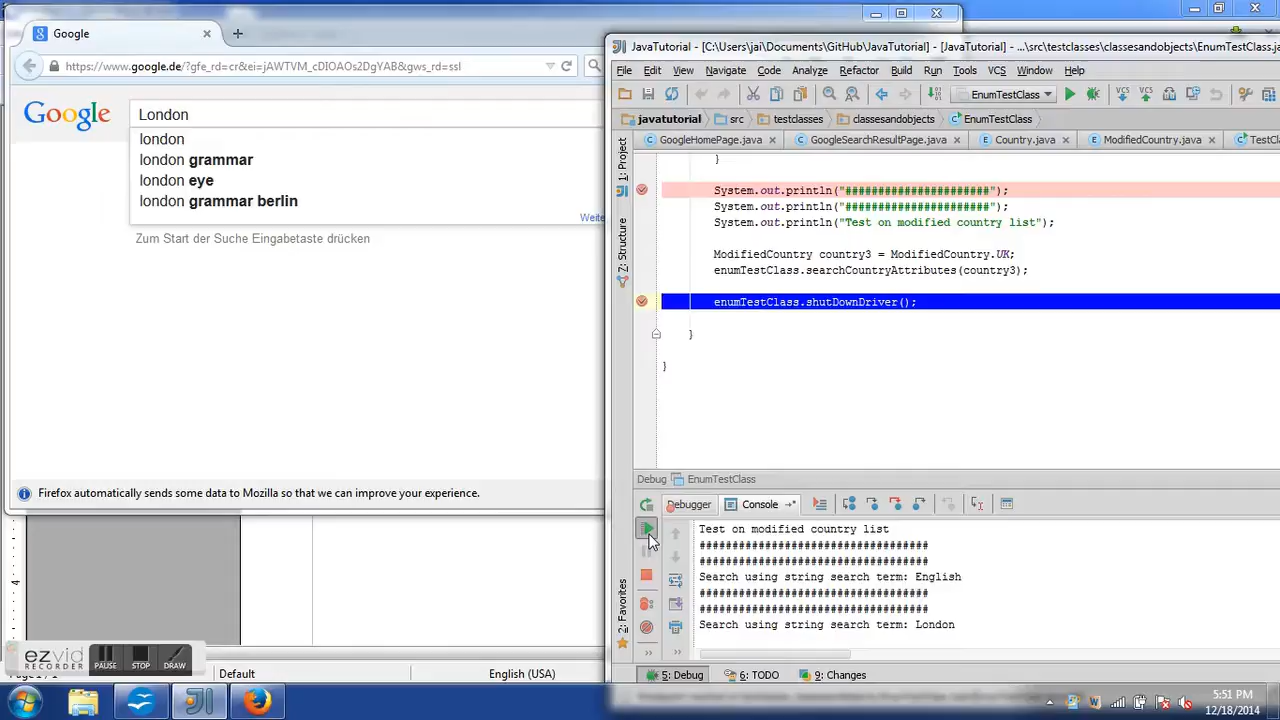 Google
https://www.google.de/?gfe_rd=cr&ei=jAWTVM_cDIOAOs2DgYAB&gws_rd=ssl
Google
London
london
london grammar
london eye
london grammar berlin
Weite
Zum Start der Suche Eingabetaste drücken
Firefox automatically sends some data to Mozilla so that we can improve your experience.
JavaTutorial - [C:\Users\jai\Documents\GitHub\JavaTutorial] - [JavaTutorial] - ...\src\testclasses\classesandobjects\EnumTestClass.j
File Edit View Navigate Code Analyze Refactor Build Run Tools VCS Window Help
EnumTestClass
VCS VCS
javatutorial src testclasses classesandobjects EnumTestClass
GoogleHomePage.java GoogleSearchResultPage.java Country.java ModifiedCountry.java TestCl
1: Project
7: Structure
2: Favorites
}
System.out.println("######################");
System.out.println("######################");
System.out.println("Test on modified country list");
ModifiedCountry country3 = ModifiedCountry.UK;
enumTestClass.searchCountryAttributes(country3);
enumTestClass.shutDownDriver();
}
}
Debug EnumTestClass
Debugger Console
Test on modified country list
###################################
###################################
Search using string search term: English
###################################
###################################
Search using string search term: London
5: Debug 6: TODO 9: Changes
4
ezvid
RECORDER
PAUSE STOP DRAW
Default English (USA)
5:51 PM
12/18/2014